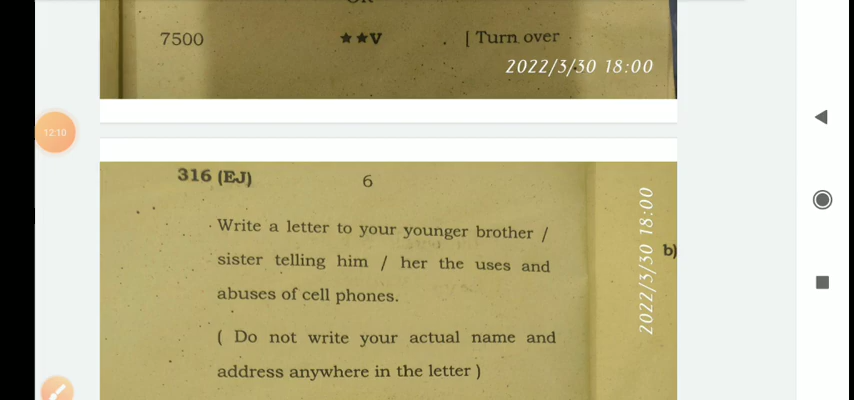 7500 ★★V [ Turn over
2022/3/30 18:00
12:10
316 (EJ) 6
Write a letter to your younger brother /
sister telling him / her the uses and
abuses of cell phones.
( Do not write your actual name and
address anywhere in the letter )
2022/3/30 18:00
b)